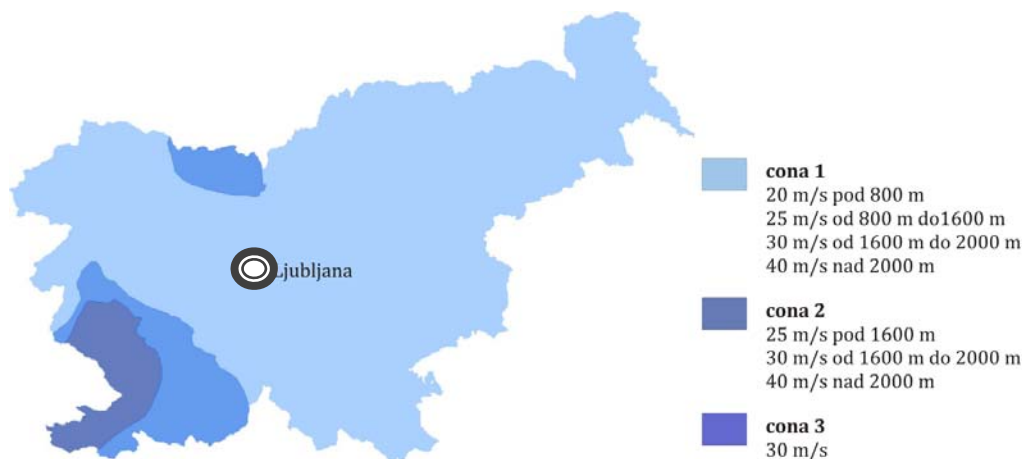 Ljubljana
cona 1
20 m/s pod 800 m
25 m/s od 800 m do1600 m
30 m/s od 1600 m do 2000 m
40 m/s nad 2000 m
cona 2
25 m/s pod 1600 m
30 m/s od 1600 m do 2000 m
40 m/s nad 2000 m
cona 3
30 m/s